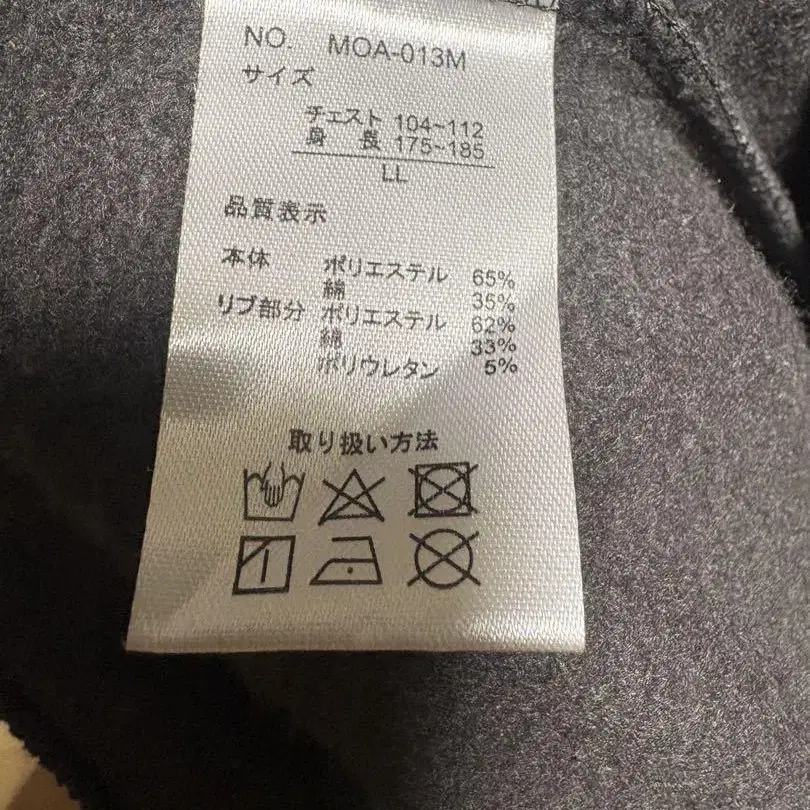 NO. MOA-013M
サイズ
チェスト 104~112
身長 175~185
LL
品質表示
本体 ポリエステル 65%
綿 35%
リブ部分 ポリエステル 62%
綿 33%
ポリウレタン 5%
取り扱い方法